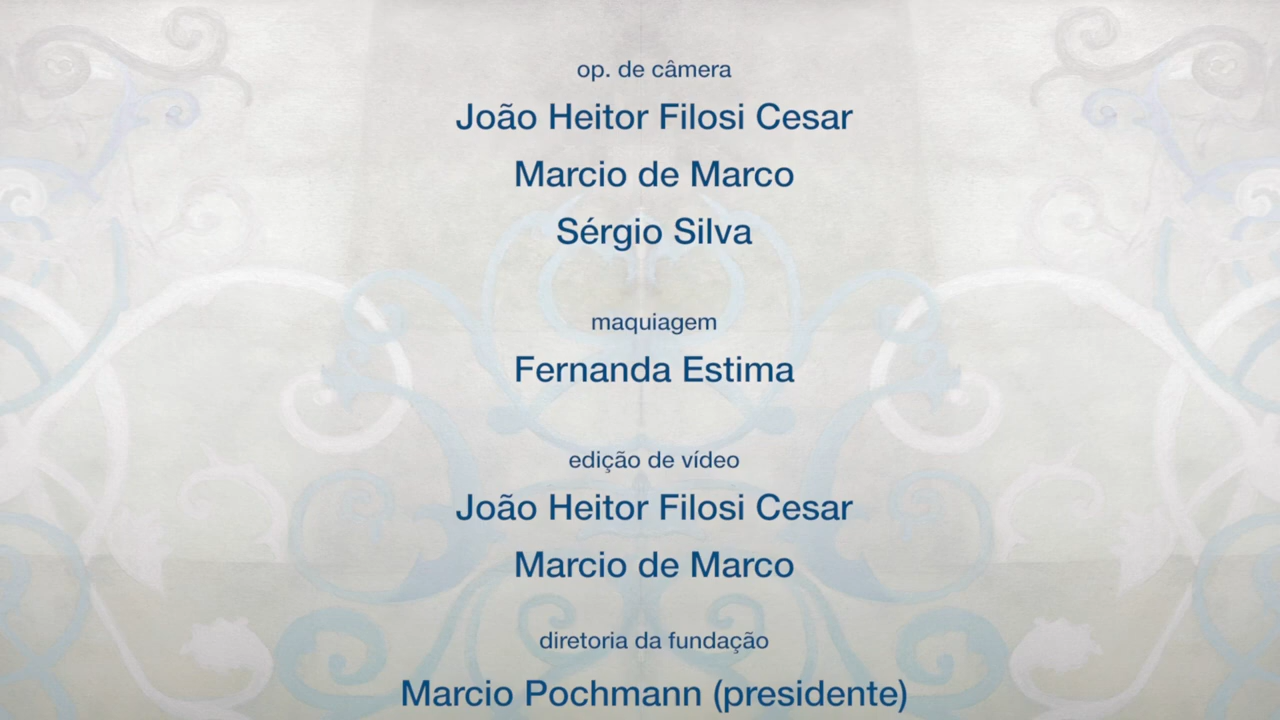 op. de câmera
João Heitor Filosi Cesar
Marcio de Marco
Sérgio Silva
maquiagem
Fernanda Estima
edição de vídeo
João Heitor Filosi Cesar
Marcio de Marco
diretoria da fundação
Marcio Pochmann (presidente)